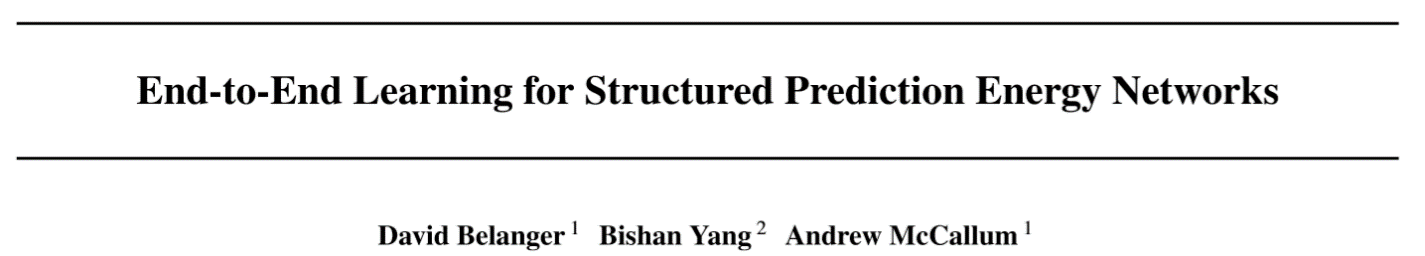 End-to-End Learning for Structured Prediction Energy Networks
David Belanger 1 Bishan Yang 2 Andrew McCallum 1